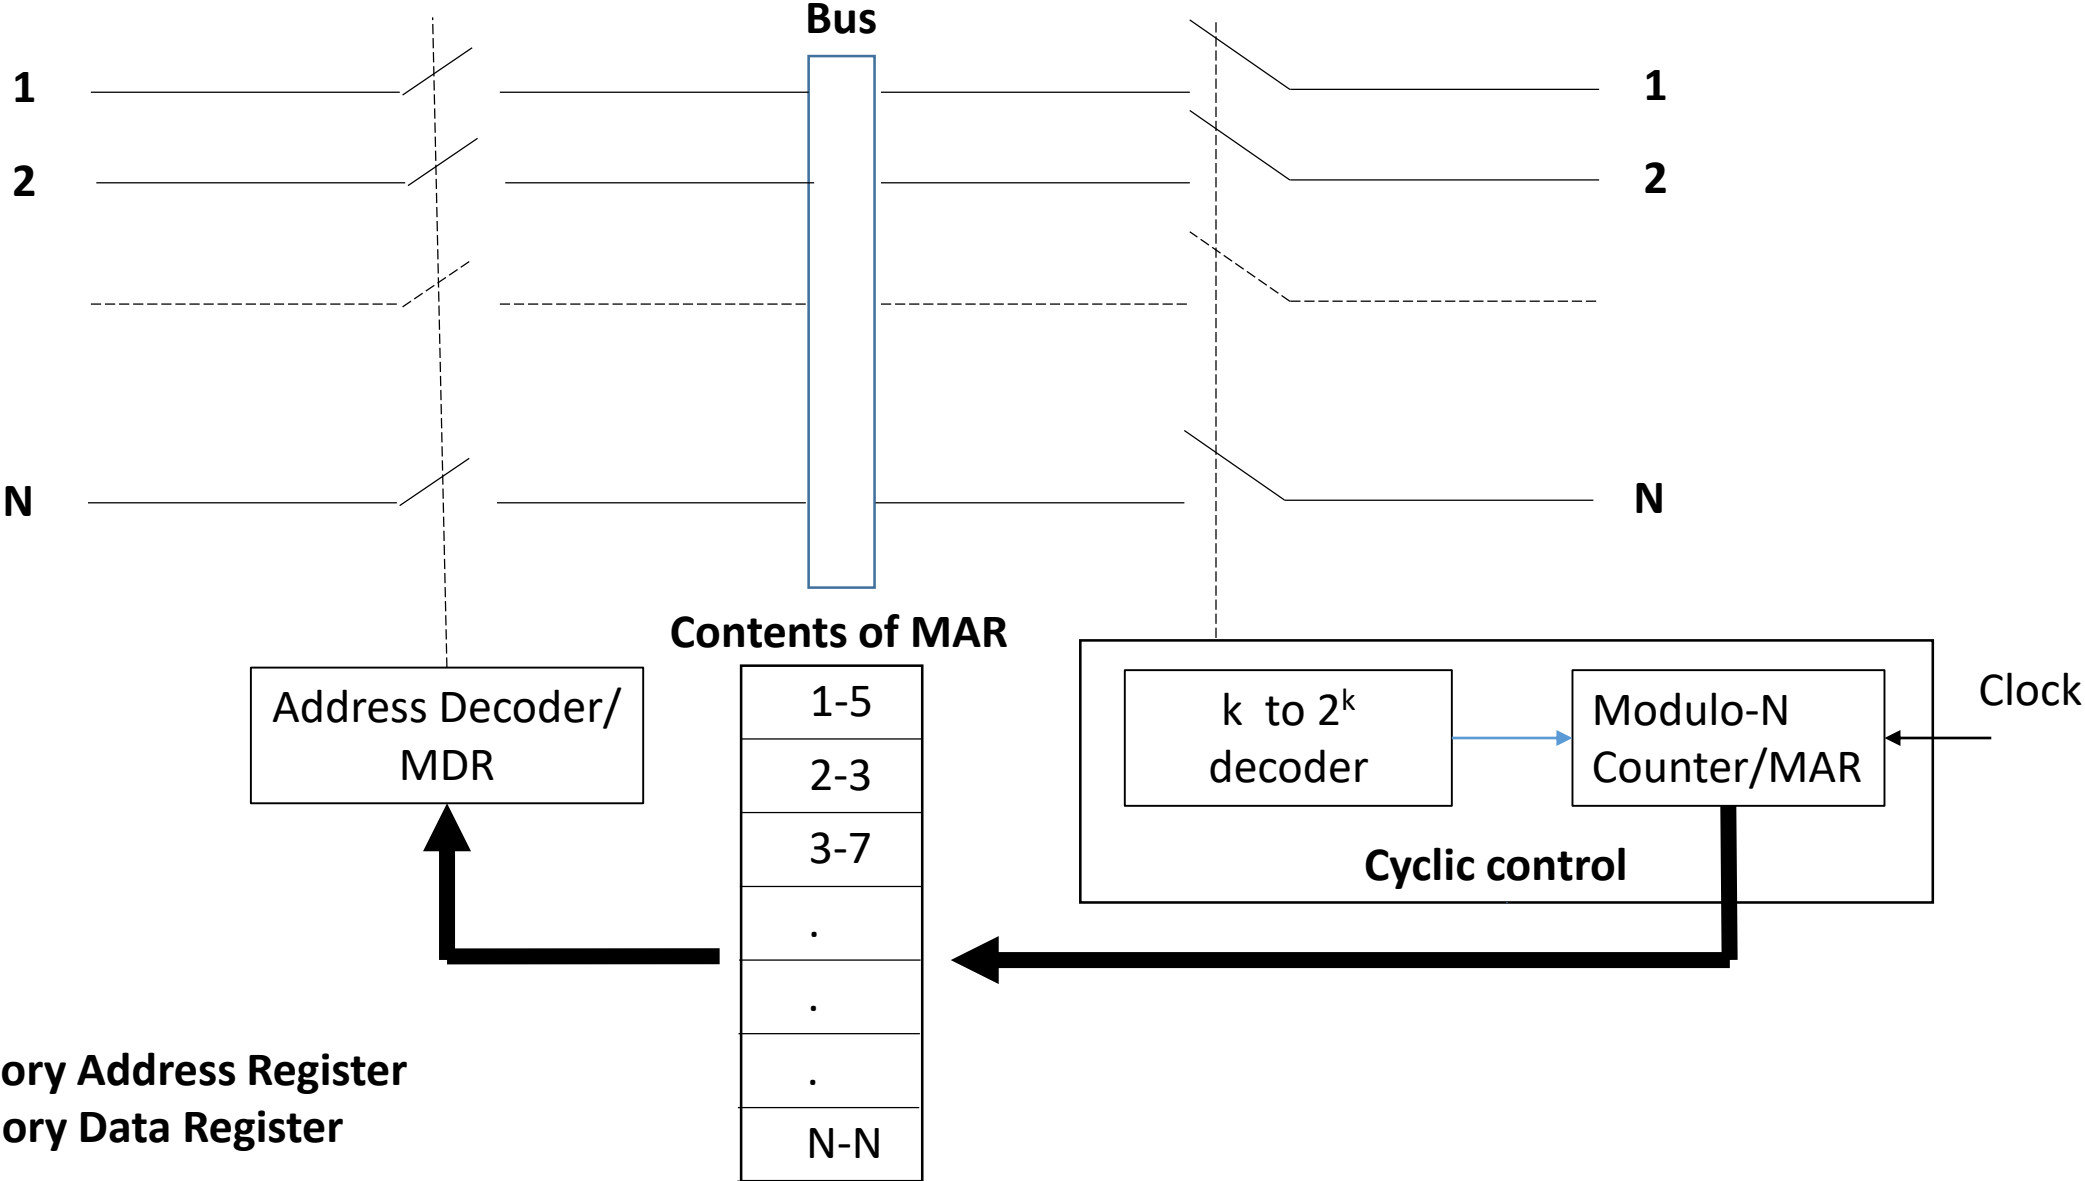 Bus
1
1
2
2
N
N
Contents of MAR
Address Decoder/
MDR
1-5
2-3
3-7
.
.
.
N-N
k to 2ᵏ
decoder
Modulo-N
Counter/MAR
Clock
Cyclic control
ory Address Register
ory Data Register